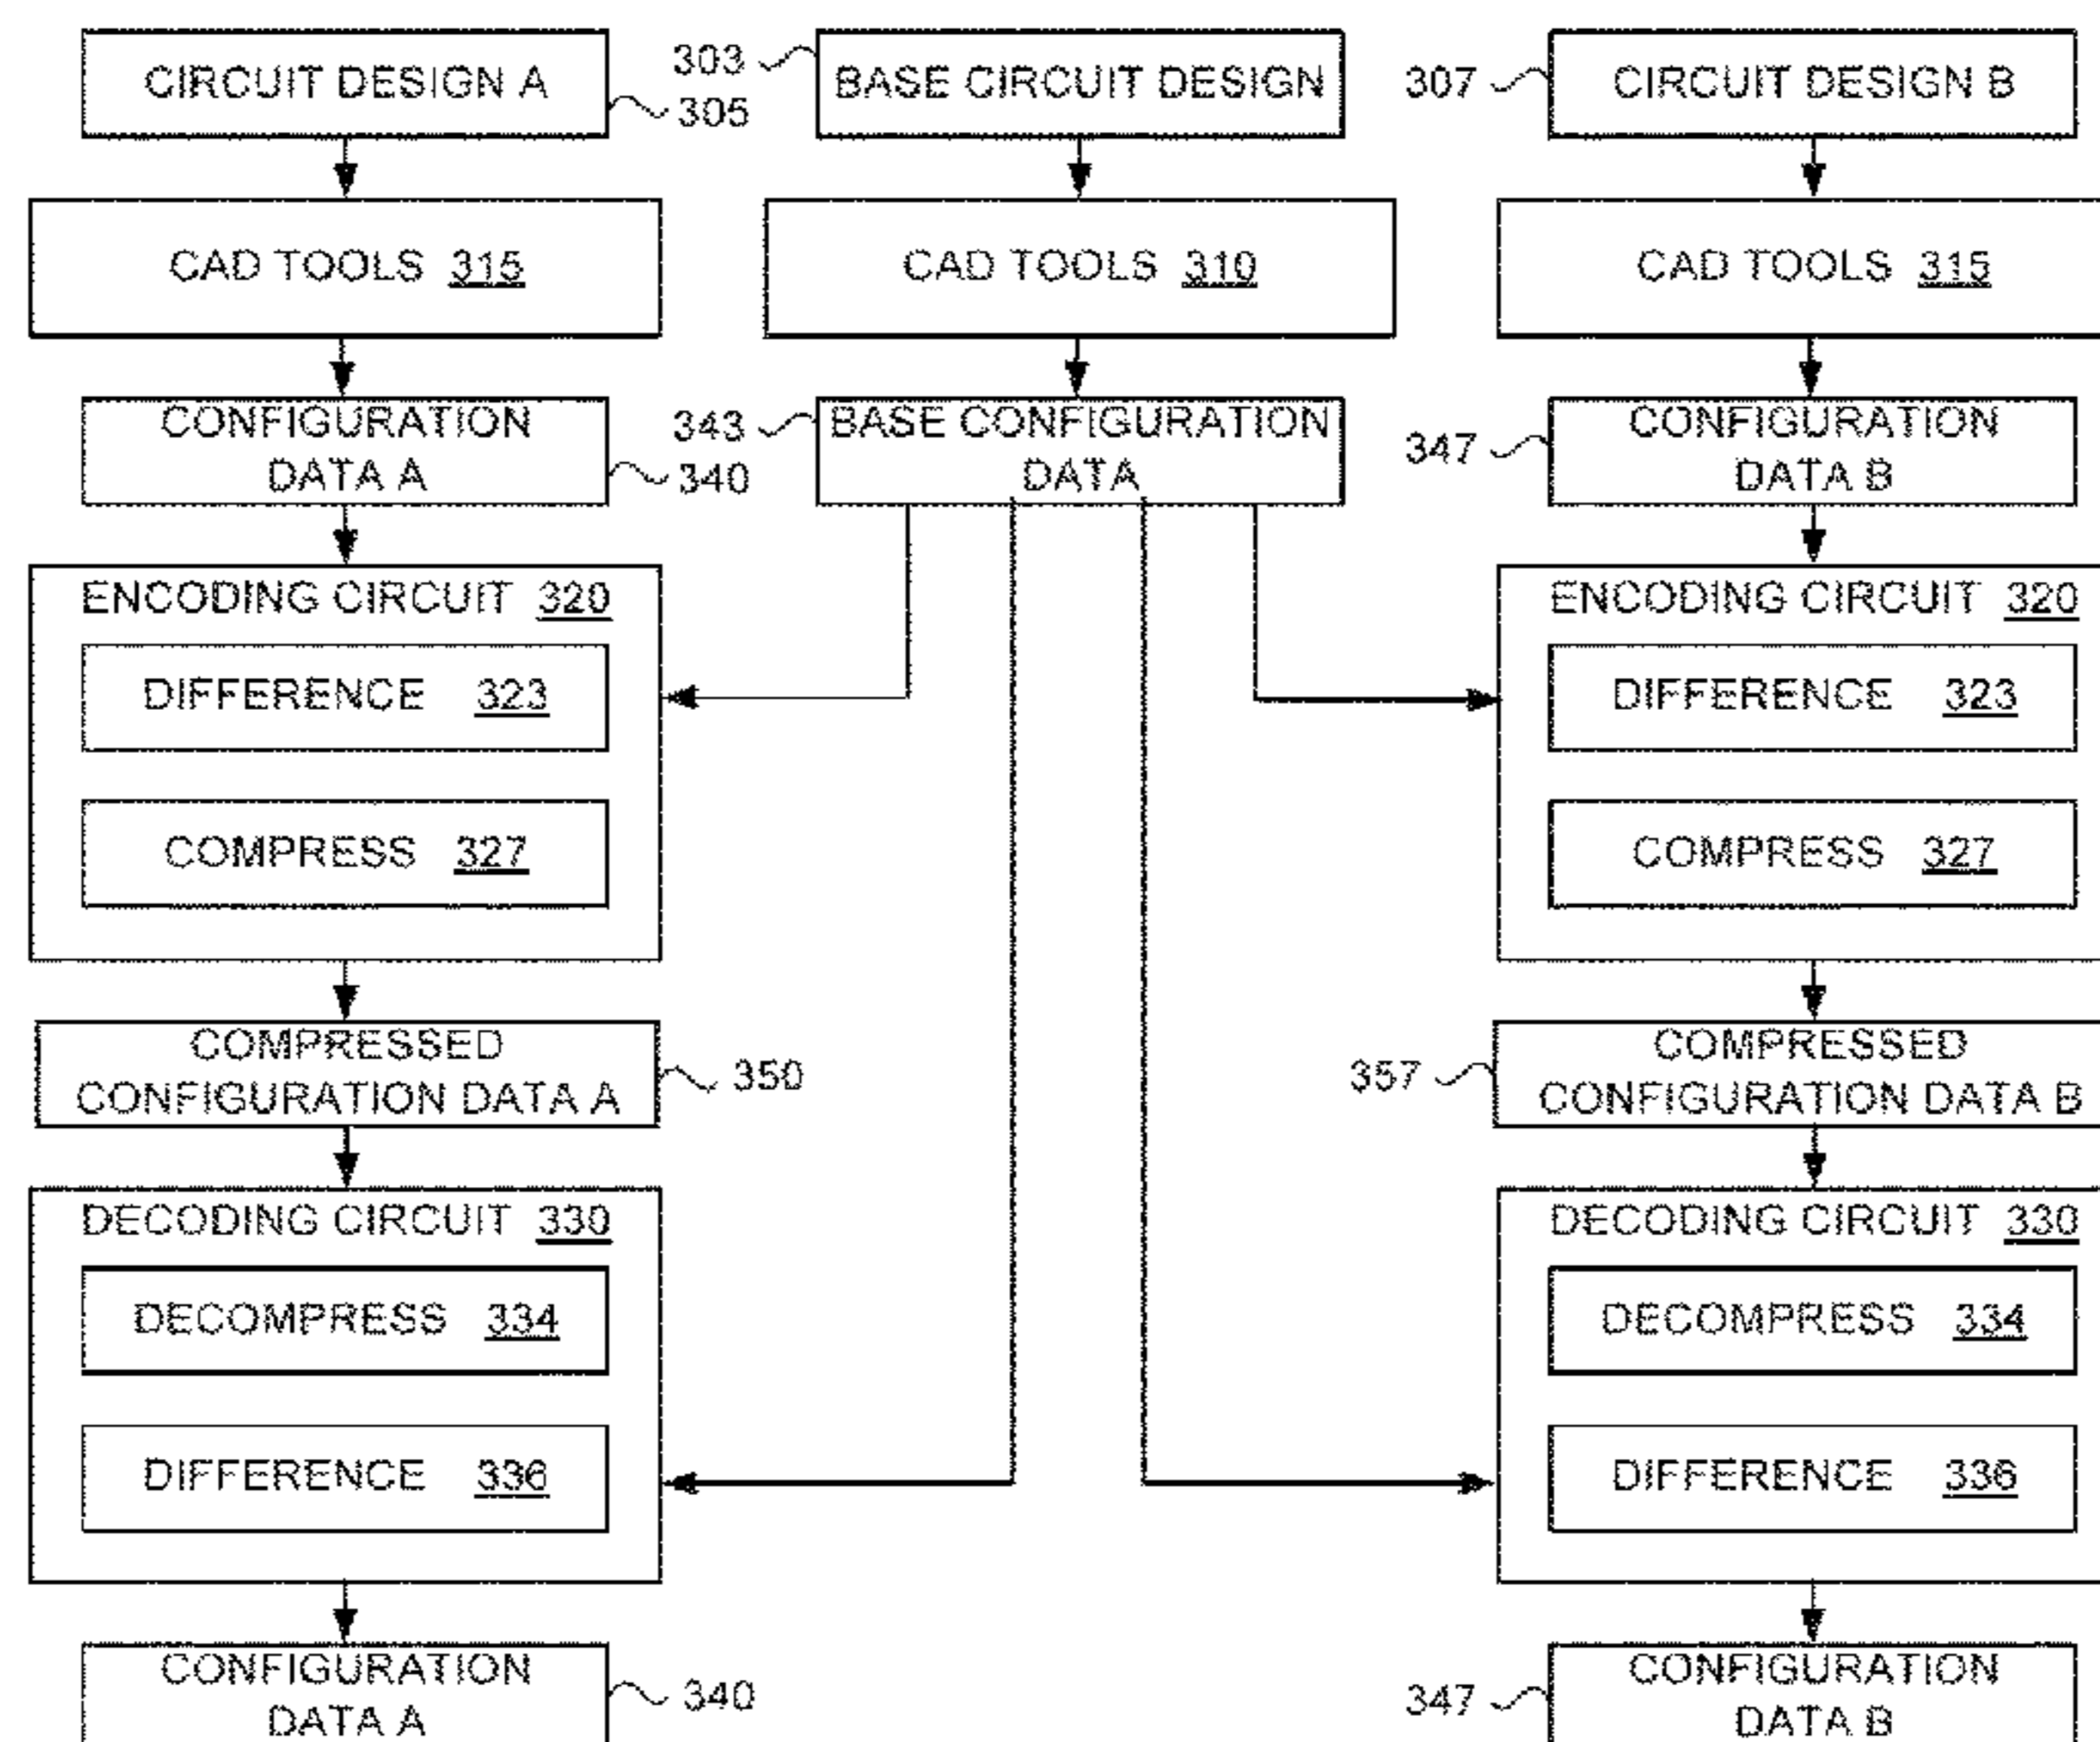 CIRCUIT DESIGN A
305
303
BASE CIRCUIT DESIGN
307
CIRCUIT DESIGN B
CAD TOOLS 315
CAD TOOLS 310
CAD TOOLS 315
CONFIGURATION
DATA A
340
343
BASE CONFIGURATION
DATA
347
CONFIGURATION
DATA B
ENCODING CIRCUIT 320
DIFFERENCE 323
COMPRESS 327
ENCODING CIRCUIT 320
DIFFERENCE 323
COMPRESS 327
COMPRESSED
CONFIGURATION DATA A
350
357
COMPRESSED
CONFIGURATION DATA B
DECODING CIRCUIT 330
DECOMPRESS 334
DIFFERENCE 336
DECODING CIRCUIT 330
DECOMPRESS 334
DIFFERENCE 336
CONFIGURATION
DATA A
340
347
CONFIGURATION
DATA B